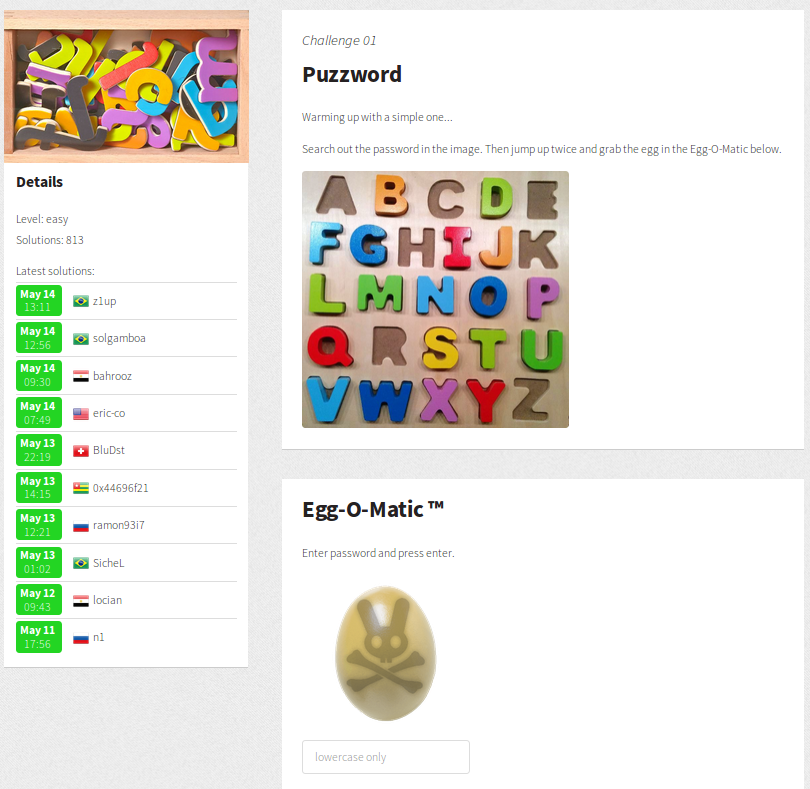 Details
Level: easy
Solutions: 813
Latest solutions:
May 14
13:11
z1up
May 14
12:56
solgamboa
May 14
09:30
bahrooz
May 14
07:49
eric-co
May 13
22:19
BluDst
May 13
14:15
0x44696f21
May 13
12:21
ramon93i7
May 13
01:02
SicheL
May 12
09:43
locian
May 11
17:56
n1
Challenge 01
Puzzword
Warming up with a simple one...
Search out the password in the image. Then jump up twice and grab the egg in the Egg-O-Matic below.
A B C D E
F G H I J K
L M N O P
Q R S T U
V W X Y Z
Egg-O-Matic ™
Enter password and press enter.
lowercase only